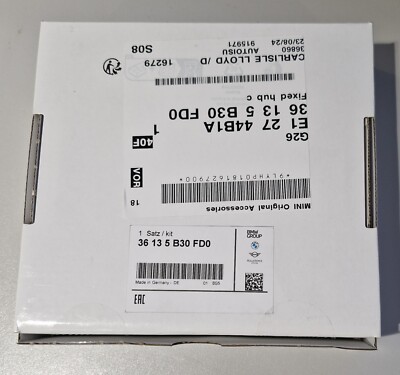 23/08/24
S08
36860
915971
AUTOISU
CARLISLE LLOYD /D
16279
Fixed hub c
36 13 5 B30 FD0
E1 27 44B1A
G26
1
40F
VOR
18
*9LYHP0181627900*
MINI Original Accessories
1 Satz / kit
36 13 5 B30 FD0
BMW
GROUP
Made in Germany
EAC